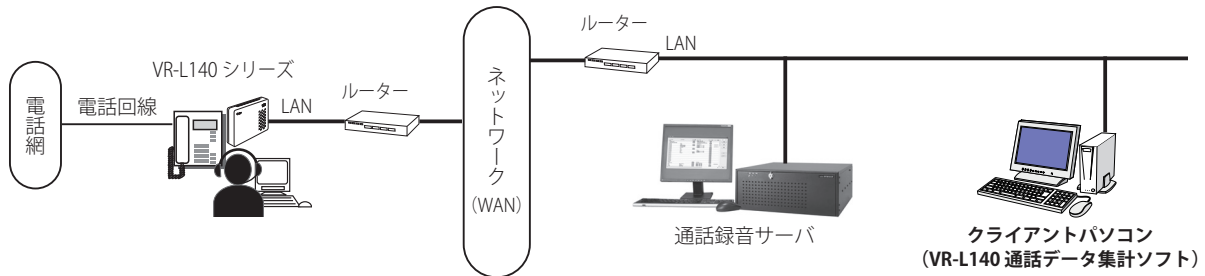 電話網
電話回線
VR-L140 シリーズ
LAN
ルーター
ネットワーク
（WAN）
ルーター
LAN
通話録音サーバ
クライアントパソコン
（VR-L140 通話データ集計ソフト）